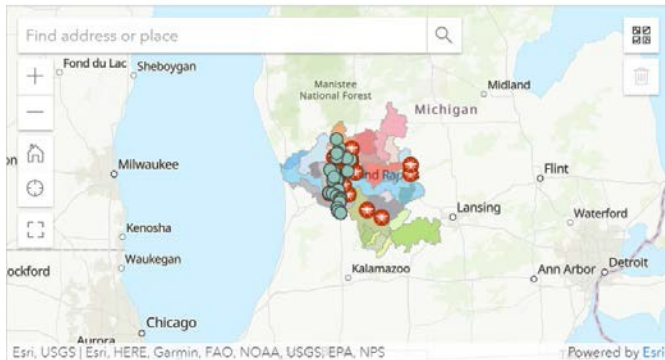 Find address or place
Fond du Lac
Sheboygan
Manistee
National Forest
Midland
Michigan
Milwaukee
nd Rap
Flint
Lansing
Waterford
Kenosha
Waukegan
ockford
Kalamazoo
Ann Arbor
Detroit
Chicago
Aurora
Esri, USGS | Esri, HERE, Garmin, FAO, NOAA, USGS, EPA, NPS
Powered by Esri